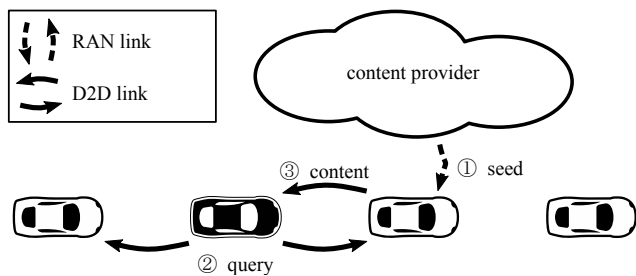 RAN link
D2D link
content provider
① seed
③ content
② query